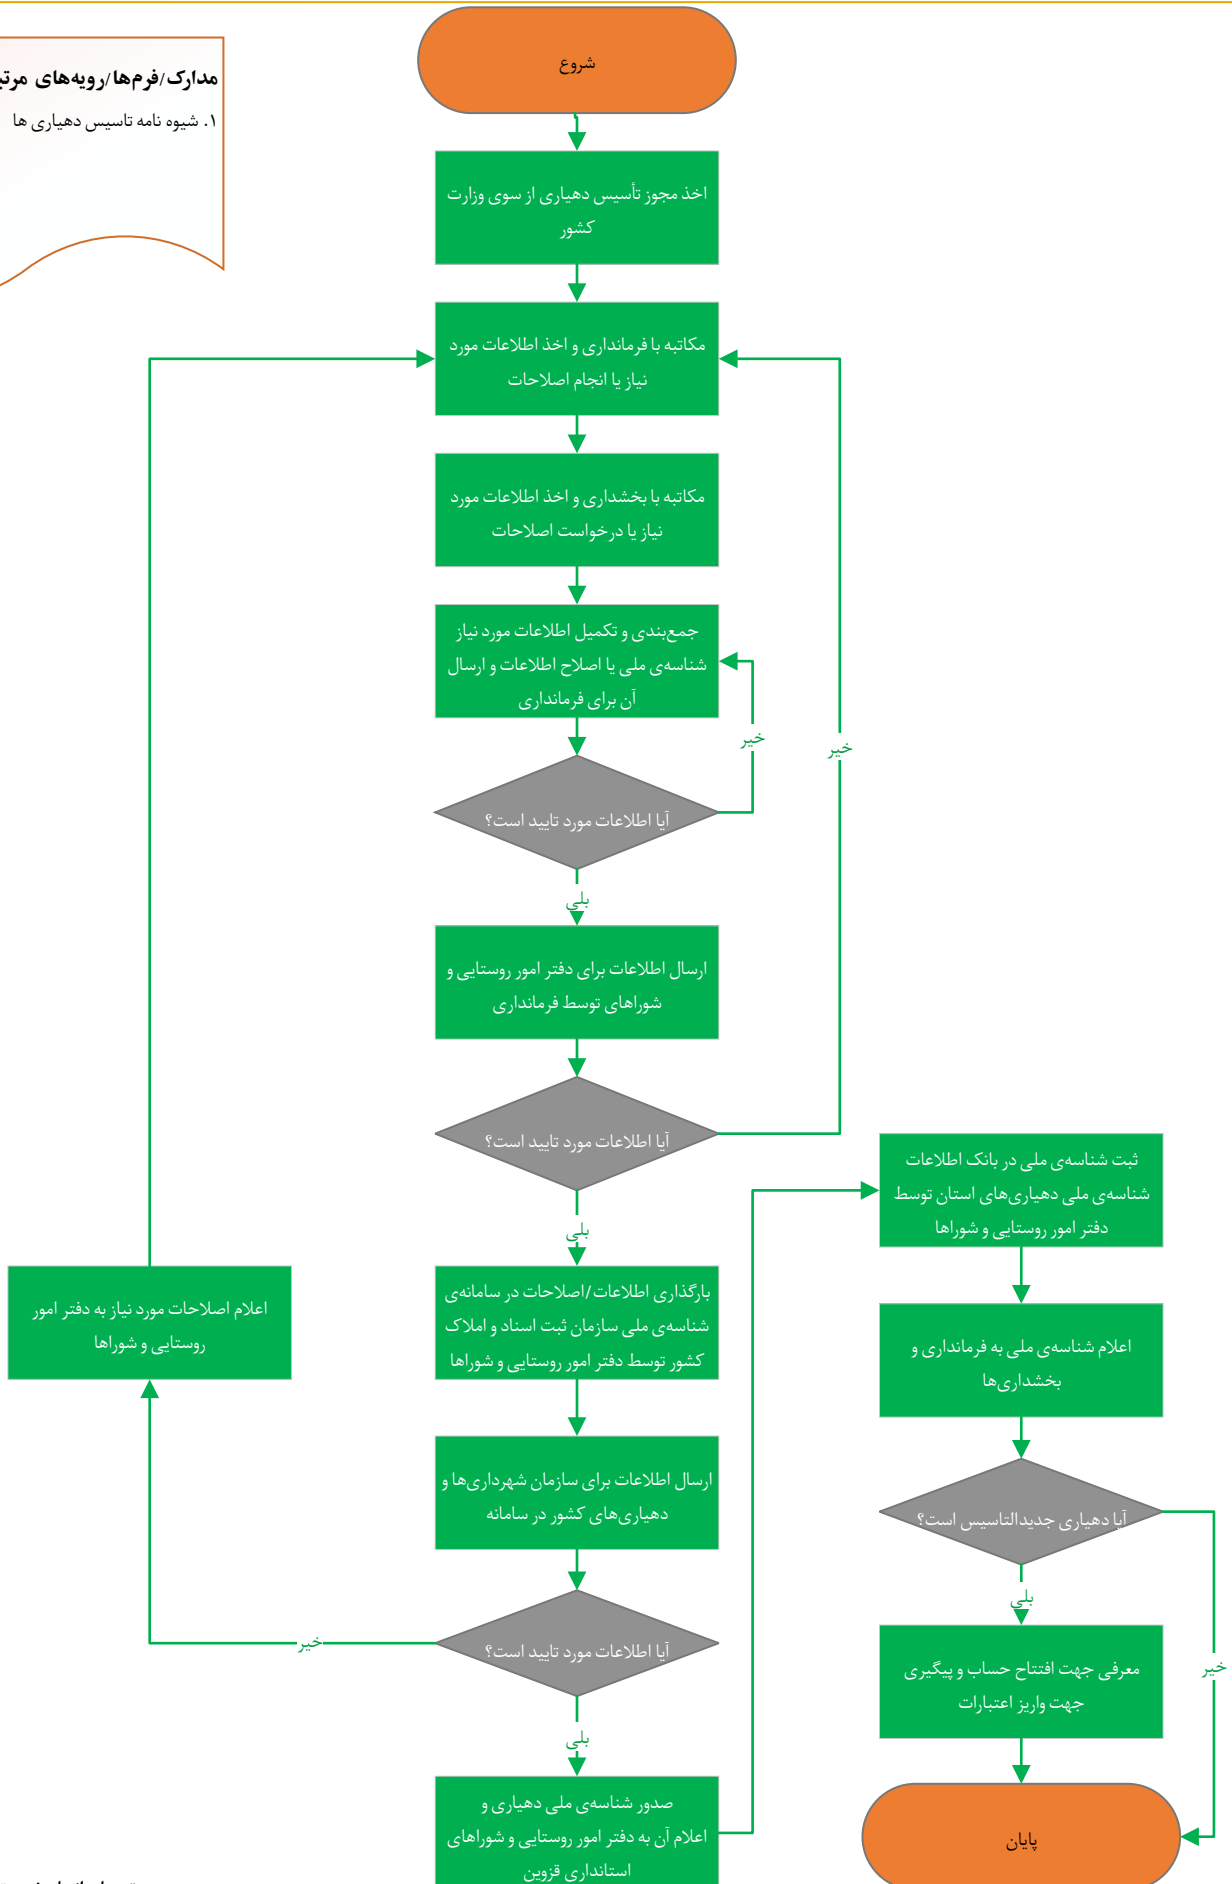 شروع
مدارک/فرم‌ها/رویه‌های
۱. شیوه نامه تاسیس دهیاری ها
اخذ مجوز تأسیس دهیاری از سوی وزارت
کشور
مکاتبه با فرمانداری و اخذ اطلاعات مورد
نیاز یا انجام اصلاحات
مکاتبه با بخشداری و اخذ اطلاعات مورد
نیاز یا درخواست اصلاحات
جمع‌بندی و تکمیل اطلاعات مورد نیاز
شناسه‌ی ملی یا اصلاح اطلاعات و ارسال
آن برای فرمانداری
خیر
خیر
آیا اطلاعات مورد تایید است؟
بلی
ارسال اطلاعات برای دفتر امور روستایی و
شوراهای توسط فرمانداری
آیا اطلاعات مورد تایید است؟
بلی
بارگذاری اطلاعات/اصلاحات در سامانه‌ی
شناسه‌ی ملی سازمان ثبت اسناد و املاک
کشور توسط دفتر امور روستایی و شوراها
اعلام اصلاحات مورد نیاز به دفتر امور
روستایی و شوراها
ارسال اطلاعات برای سازمان شهرداری‌ها و
دهیاری‌های کشور در سامانه
آیا اطلاعات مورد تایید است؟
خیر
بلی
صدور شناسه‌ی ملی دهیاری و
اعلام آن به دفتر امور روستایی و شوراهای
استانداری قزوین
ثبت شناسه‌ی ملی در بانک اطلاعات
شناسه‌ی ملی دهیاری‌های استان توسط
دفتر امور روستایی و شوراها
اعلام شناسه‌ی ملی به فرمانداری و
بخشداری‌ها
آیا دهیاری جدیدالتاسیس است؟
بلی
خیر
معرفی جهت افتتاح حساب و پیگیری
جهت واریز اعتبارات
پایان